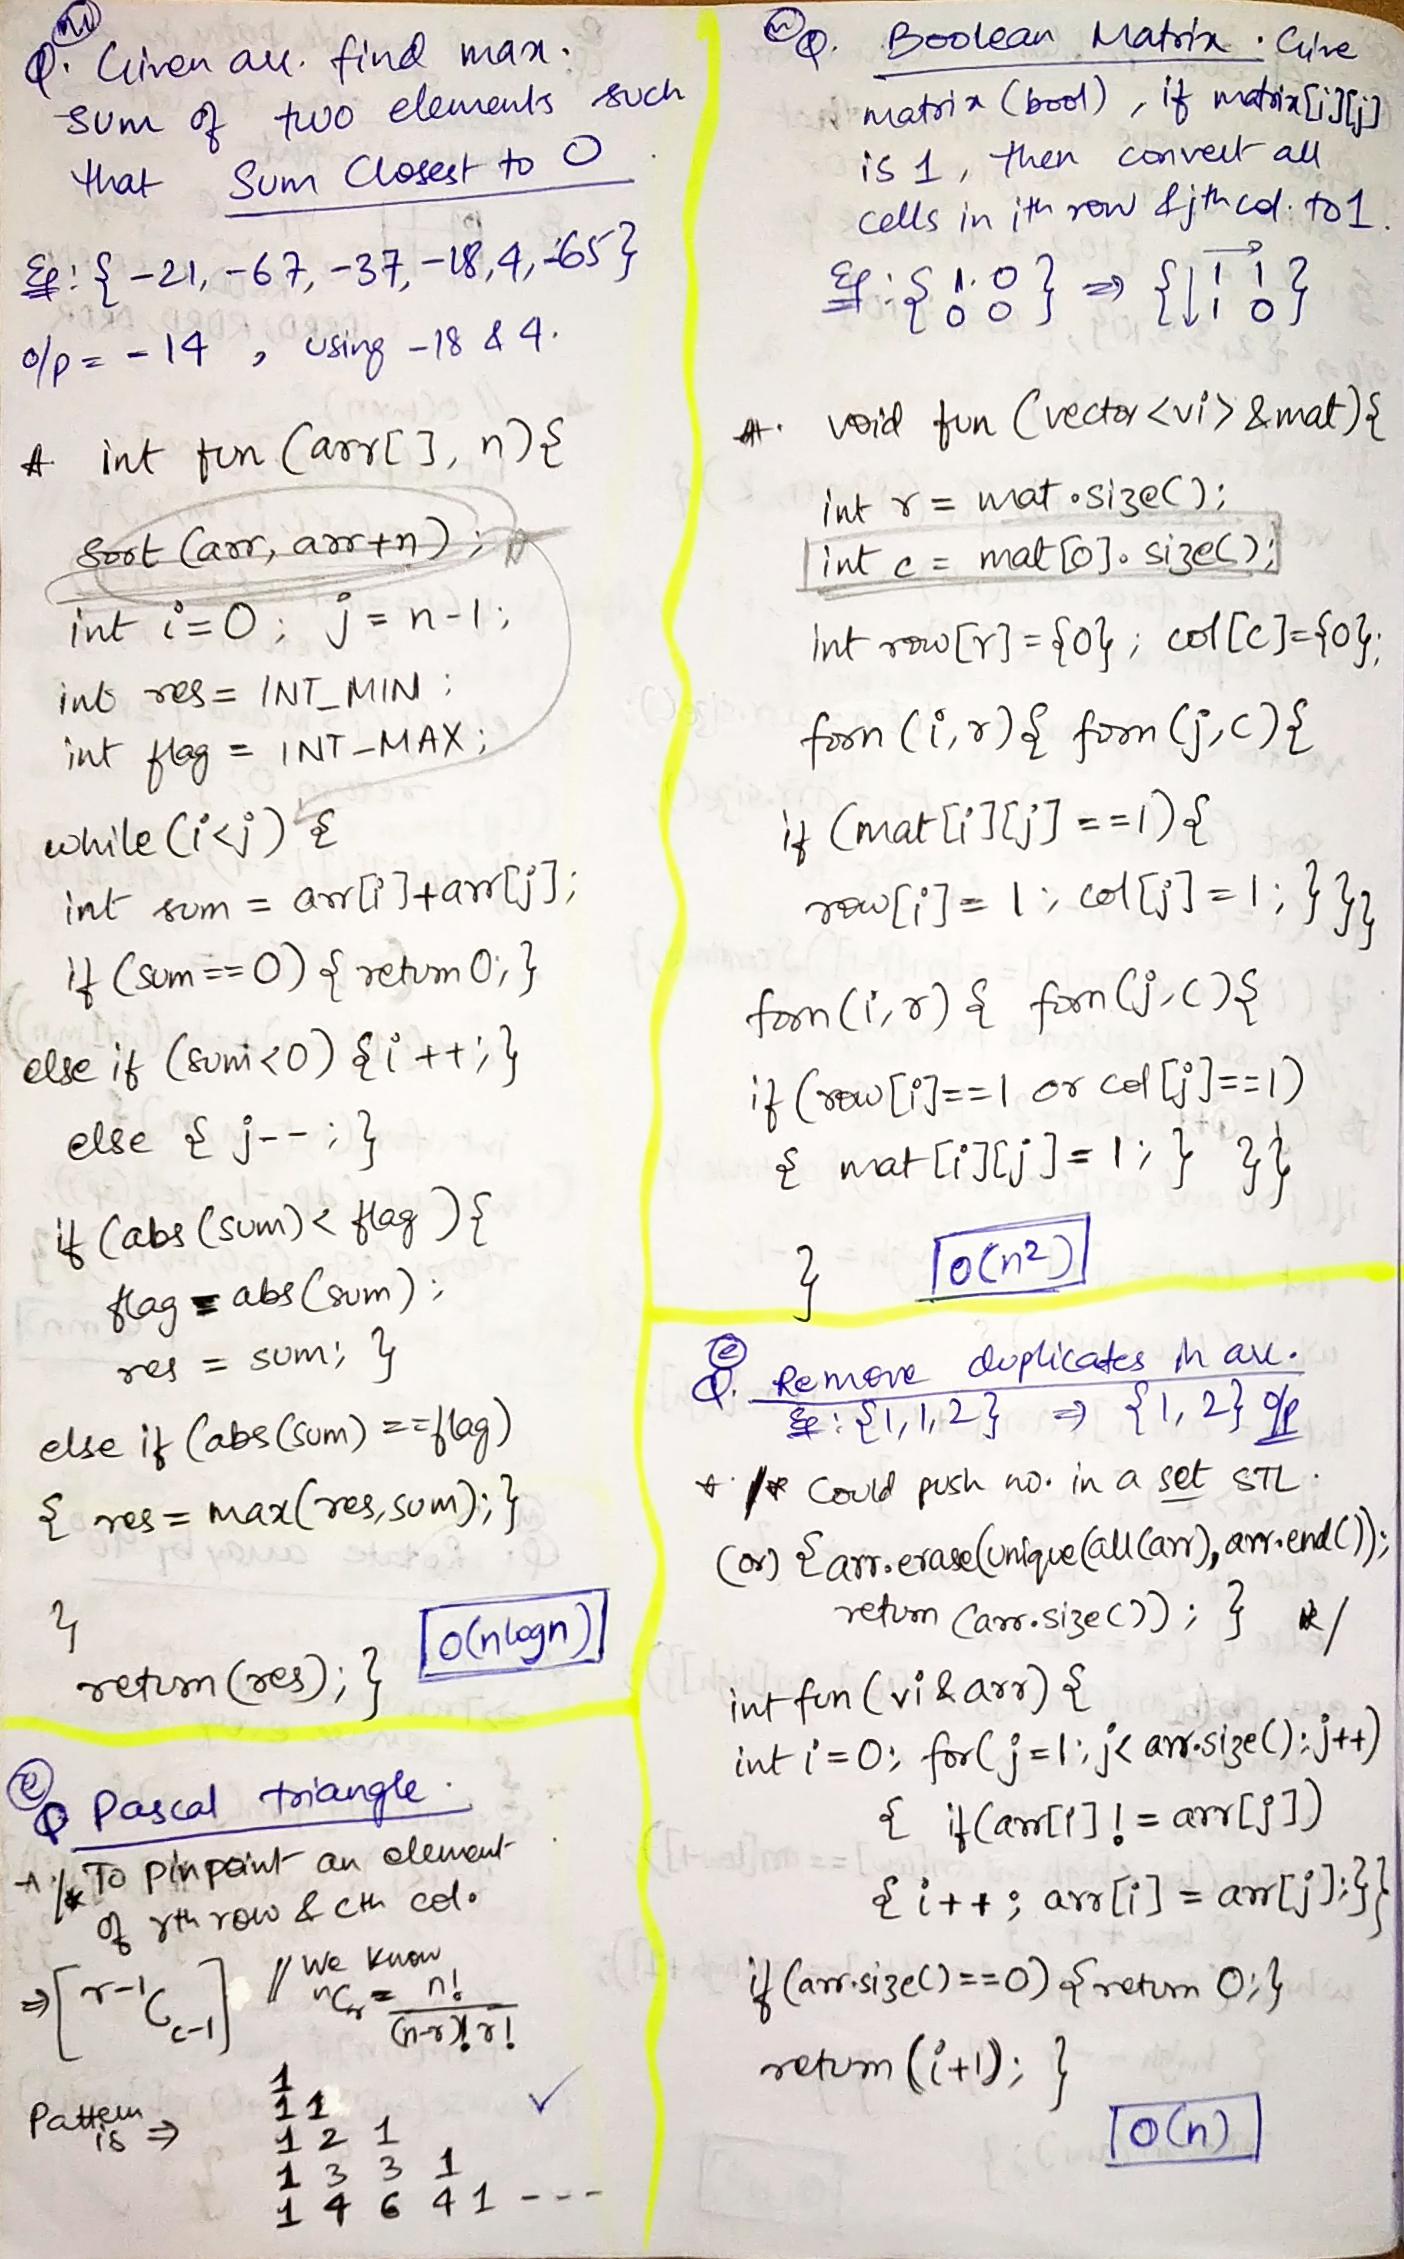 (m)
Q. Given arr. find max.
sum of two elements such
that Sum Closest to 0.
Eg: {-21, -67, -37, -18, 4, -65}
o/p = -14, using -18 & 4.
A int fun (arr[], n){
sort (arr, arr+n);
int i=0; j=n-1;
int res= INT_MIN;
int flag = INT_MAX;
while (i<j) {
int sum = arr[i]+arr[j];
if (sum==0) { return 0; }
else if (sum<0) { i++; }
else { j--; }
if (abs(sum)< flag ){
flag = abs(sum);
res = sum; }
else if (abs(sum) ==flag)
{ res = max(res,sum); }
}
return(res); }
O(nlogn)
(e)
Q Pascal triangle.
A. /* To pinpoint an element
of rth row & cth col.
⇒ [ r-1Cc-1 ] // We know
nCr = n!/(n-r)! r!
Pattern is ⇒
1
1 1
1 2 1
1 3 3 1
1 4 6 4 1 ---
(m) Q. Boolean Matrix. Give
matrix (bool), if matrix[i][j]
is 1, then convert all
cells in ith row & jth col. to 1.
Eg: { 1 0 } ⇒ { 1 1 }
{ 0 0 } { 1 0 }
A. void fun (vector<vi> &mat){
int r = mat.size();
int c = mat[0].size();
int row[r]={0}; col[c]={0};
forn (i,r){ forn (j,c){
if (mat[i][j]==1){
row[i]=1; col[j]=1; } }}
forn(i,r) { forn(j,c){
if (row[i]==1 or col[j]==1)
{ mat[i][j]=1; } }}
} O(n²)
(e)
Q. Remove duplicates in arr.
Eg: {1,1,2} ⇒ {1,2} o/p
A. /* Could push no. in a set STL.
(or) {arr.erase(unique(all(arr), arr.end());
return (arr.size()); } */
int fun (vi &arr) {
int i=0; for(j=1; j< arr.size(); j++)
{ if(arr[i] != arr[j])
{ i++; arr[i] = arr[j]; }}
if (arr.size()==0) { return 0; }
return (i+1); }
O(n)